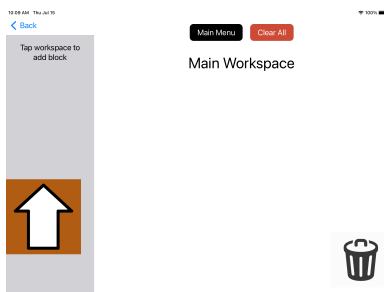 10:09 AM Thu Jul 15
100%
Back
Main Menu
Clear All
Tap workspace to
add block
Main Workspace